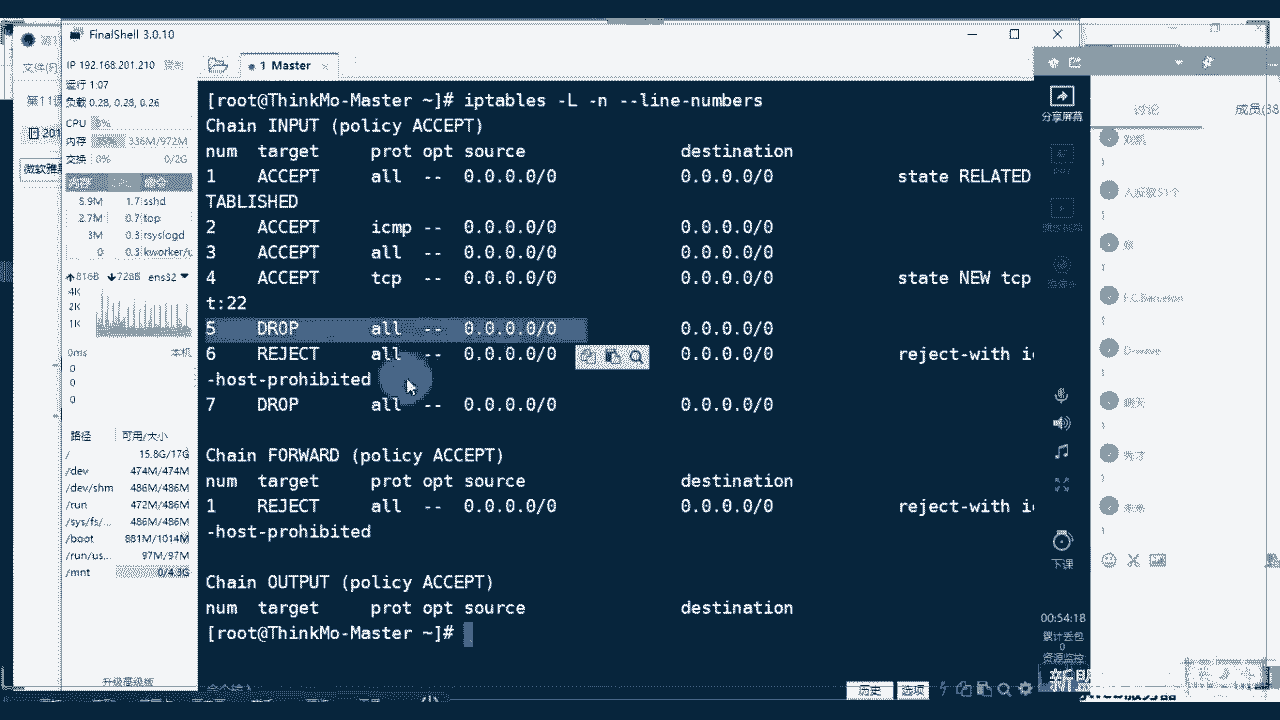 FinalShell 3.0.10
IP 192.168.201.210 复制
1 Master
运行 1:07
负载 0.28, 0.28, 0.26
CPU
内存 336M/972M
交换 0% 0/2G
内存 命令
5.9M 1.7 sshd
2.7M 0.7 top
3M 0.3 rsyslogd
0 0.3 kworker/u
↑816B ↓728B ens32
4K
2K
1K
0ms 本机
0
0
0
路径 可用/大小
/ 15.8G/17G
/dev 474M/474M
/dev/shm 486M/486M
/run 472M/486M
/sys/fs/... 486M/486M
/boot 881M/1014M
/run/us... 97M/97M
/mnt 0/4.3G
[root@ThinkMo-Master ~]# iptables -L -n --line-numbers
Chain INPUT (policy ACCEPT)
num target prot opt source destination
1 ACCEPT all -- 0.0.0.0/0 0.0.0.0/0 state RELATED
TABLISHED
2 ACCEPT icmp -- 0.0.0.0/0 0.0.0.0/0
3 ACCEPT all -- 0.0.0.0/0 0.0.0.0/0
4 ACCEPT tcp -- 0.0.0.0/0 0.0.0.0/0 state NEW tcp
t:22
5 DROP all -- 0.0.0.0/0 0.0.0.0/0
6 REJECT all -- 0.0.0.0/0 0.0.0.0/0 reject-with
-host-prohibited
7 DROP all -- 0.0.0.0/0 0.0.0.0/0
Chain FORWARD (policy ACCEPT)
num target prot opt source destination
1 REJECT all -- 0.0.0.0/0 0.0.0.0/0 reject-with
-host-prohibited
Chain OUTPUT (policy ACCEPT)
num target prot opt source destination
[root@ThinkMo-Master ~]#
历史 选项
分享屏幕
下课
00:54:18
累计丢包
0
资源监控
讨论
新盟